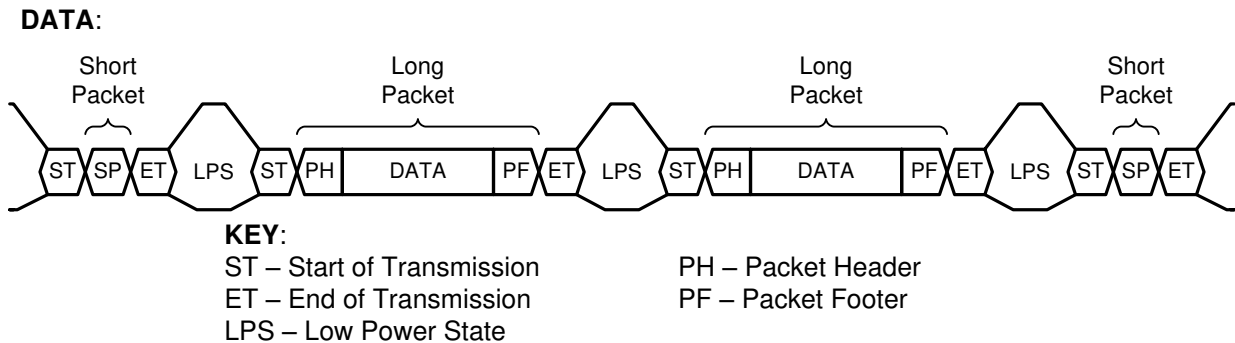 DATA:
Short Packet
Long Packet
Long Packet
Short Packet
ST SP ET LPS ST PH DATA PF ET LPS ST PH DATA PF ET LPS ST SP ET
KEY:
ST – Start of Transmission
PH – Packet Header
ET – End of Transmission
PF – Packet Footer
LPS – Low Power State